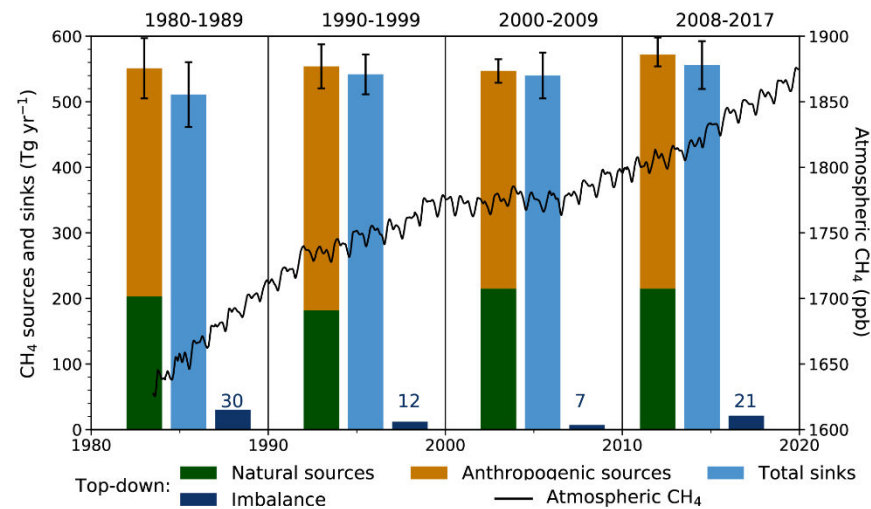 1980-1989 1990-1999 2000-2009 2008-2017
600
500
400
300
200
100
0
CH₄ sources and sinks (Tg yr⁻¹)
1900
1850
1800
1750
1700
1650
1600
Atmospheric CH₄ (ppb)
30 12 7 21
1980 1990 2000 2010 2020
Top-down: Natural sources Anthropogenic sources Total sinks
Imbalance Atmospheric CH₄